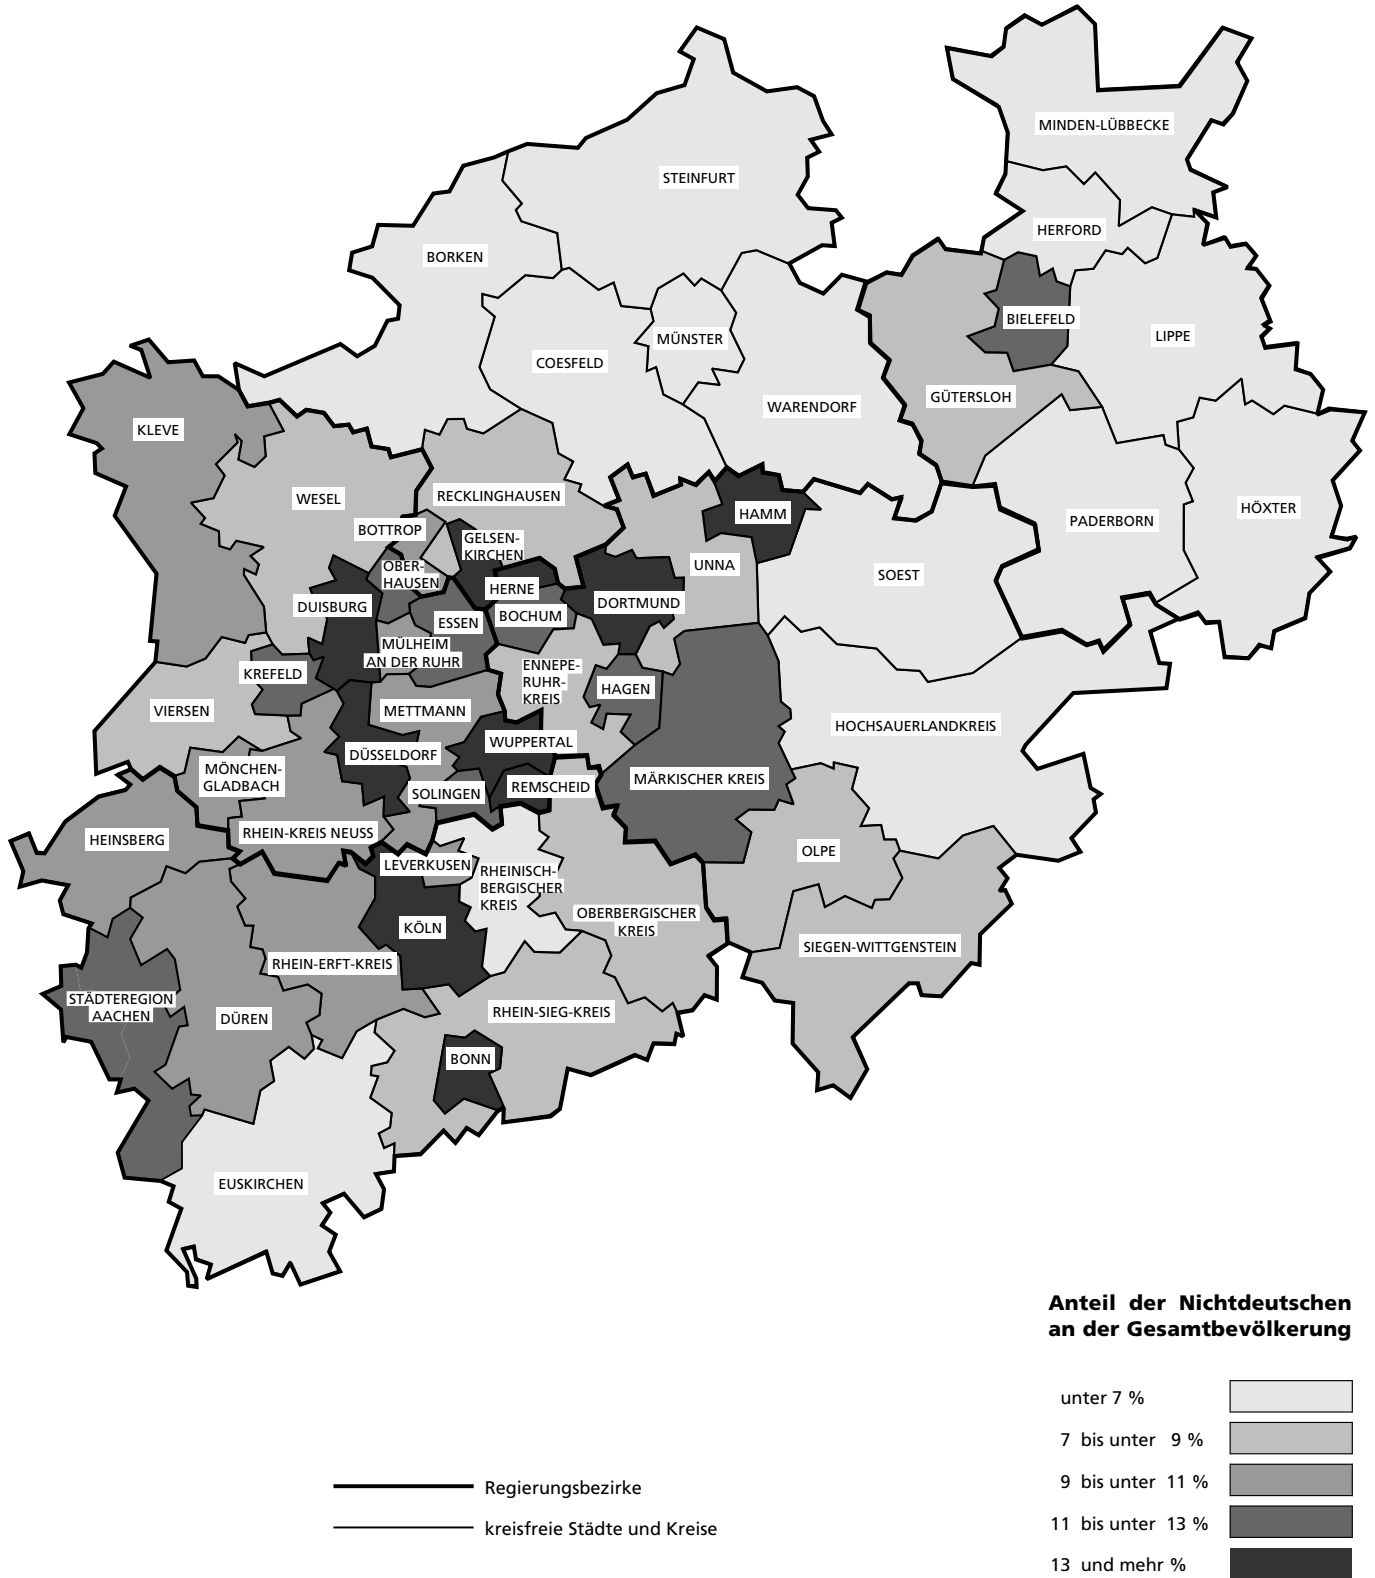 MINDEN-LÜBBECKE
STEINFURT
HERFORD
BORKEN
BIELEFELD
LIPPE
MÜNSTER
COESFELD
GÜTERSLOH
WARENDORF
KLEVE
RECKLINGHAUSEN
WESEL
HÖXTER
HAMM
PADERBORN
BOTTROP
GELSEN-
KIRCHEN
UNNA
OBER-
HAUSEN
SOEST
HERNE
DORTMUND
DUISBURG
BOCHUM
ESSEN
MÜLHEIM
AN DER RUHR
ENNEPE-
RUHR-
KREIS
KREFELD
HAGEN
VIERSEN
METTMANN
HOCHSAUERLANDKREIS
WUPPERTAL
DÜSSELDORF
MÖNCHEN-
GLADBACH
MÄRKISCHER KREIS
REMSCHEID
SOLINGEN
RHEIN-KREIS NEUSS
HEINSBERG
OLPE
LEVERKUSEN
RHEINISCH-
BERGISCHER
KREIS
OBERBERGISCHER
KREIS
KÖLN
SIEGEN-WITTGENSTEIN
RHEIN-ERFT-KREIS
STÄDTEREGION
AACHEN
RHEIN-SIEG-KREIS
DÜREN
BONN
EUSKIRCHEN
Anteil der Nichtdeutschen
an der Gesamtbevölkerung
unter 7 %
7 bis unter 9 %
9 bis unter 11 %
11 bis unter 13 %
13 und mehr %
Regierungsbezirke
kreisfreie Städte und Kreise